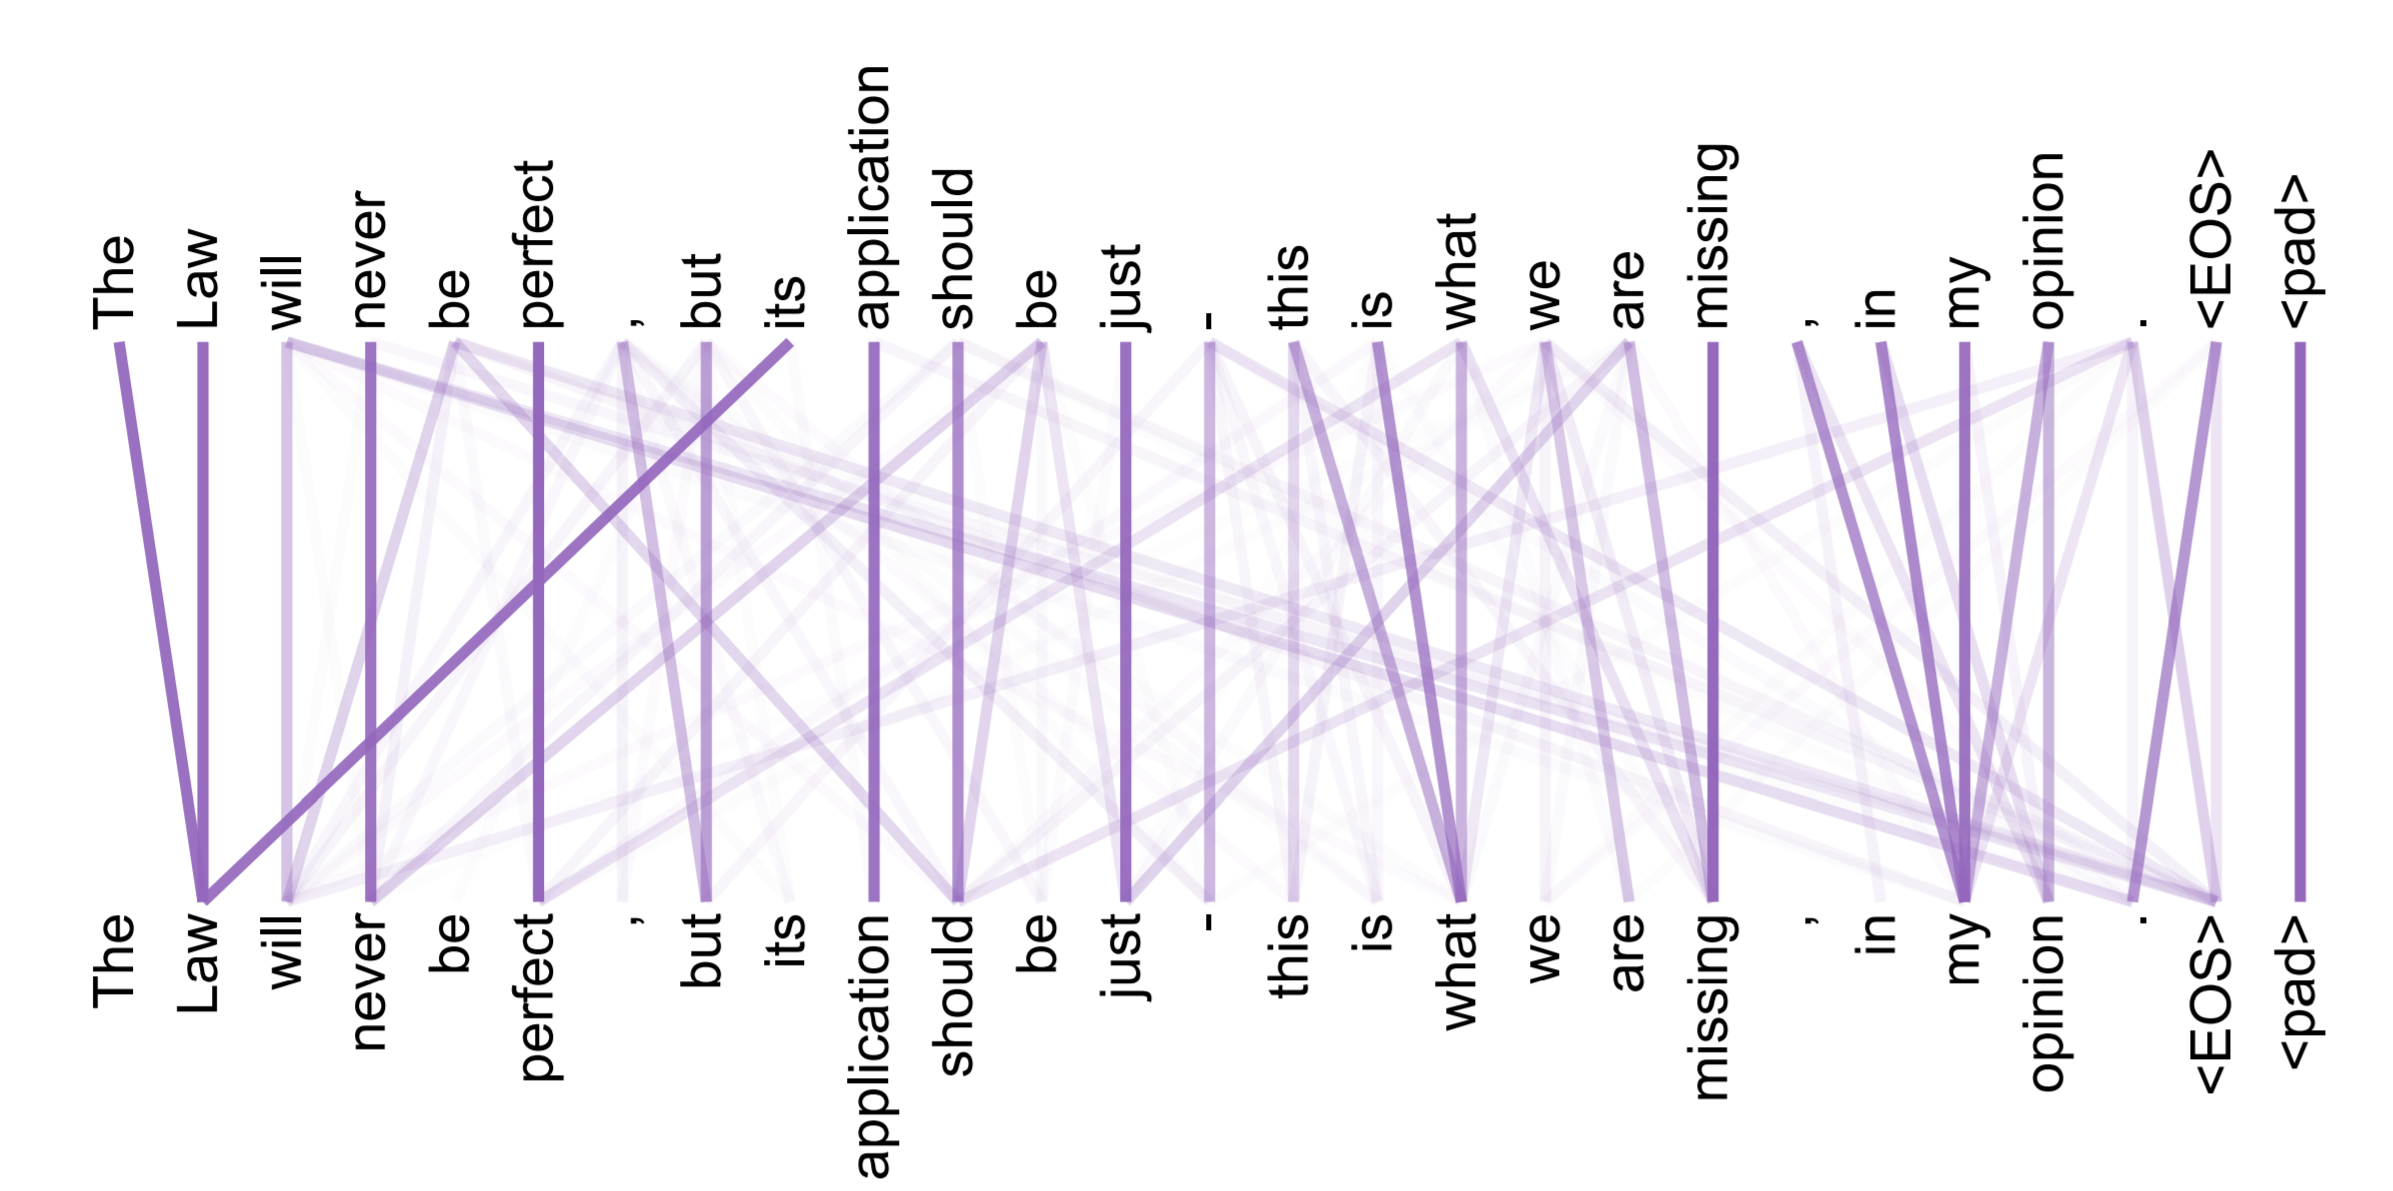 The Law will never be perfect , but its application should be just - this is what we are missing , in my opinion . <EOS> <pad>
The Law will never be perfect , but its application should be just - this is what we are missing , in my opinion . <EOS> <pad>